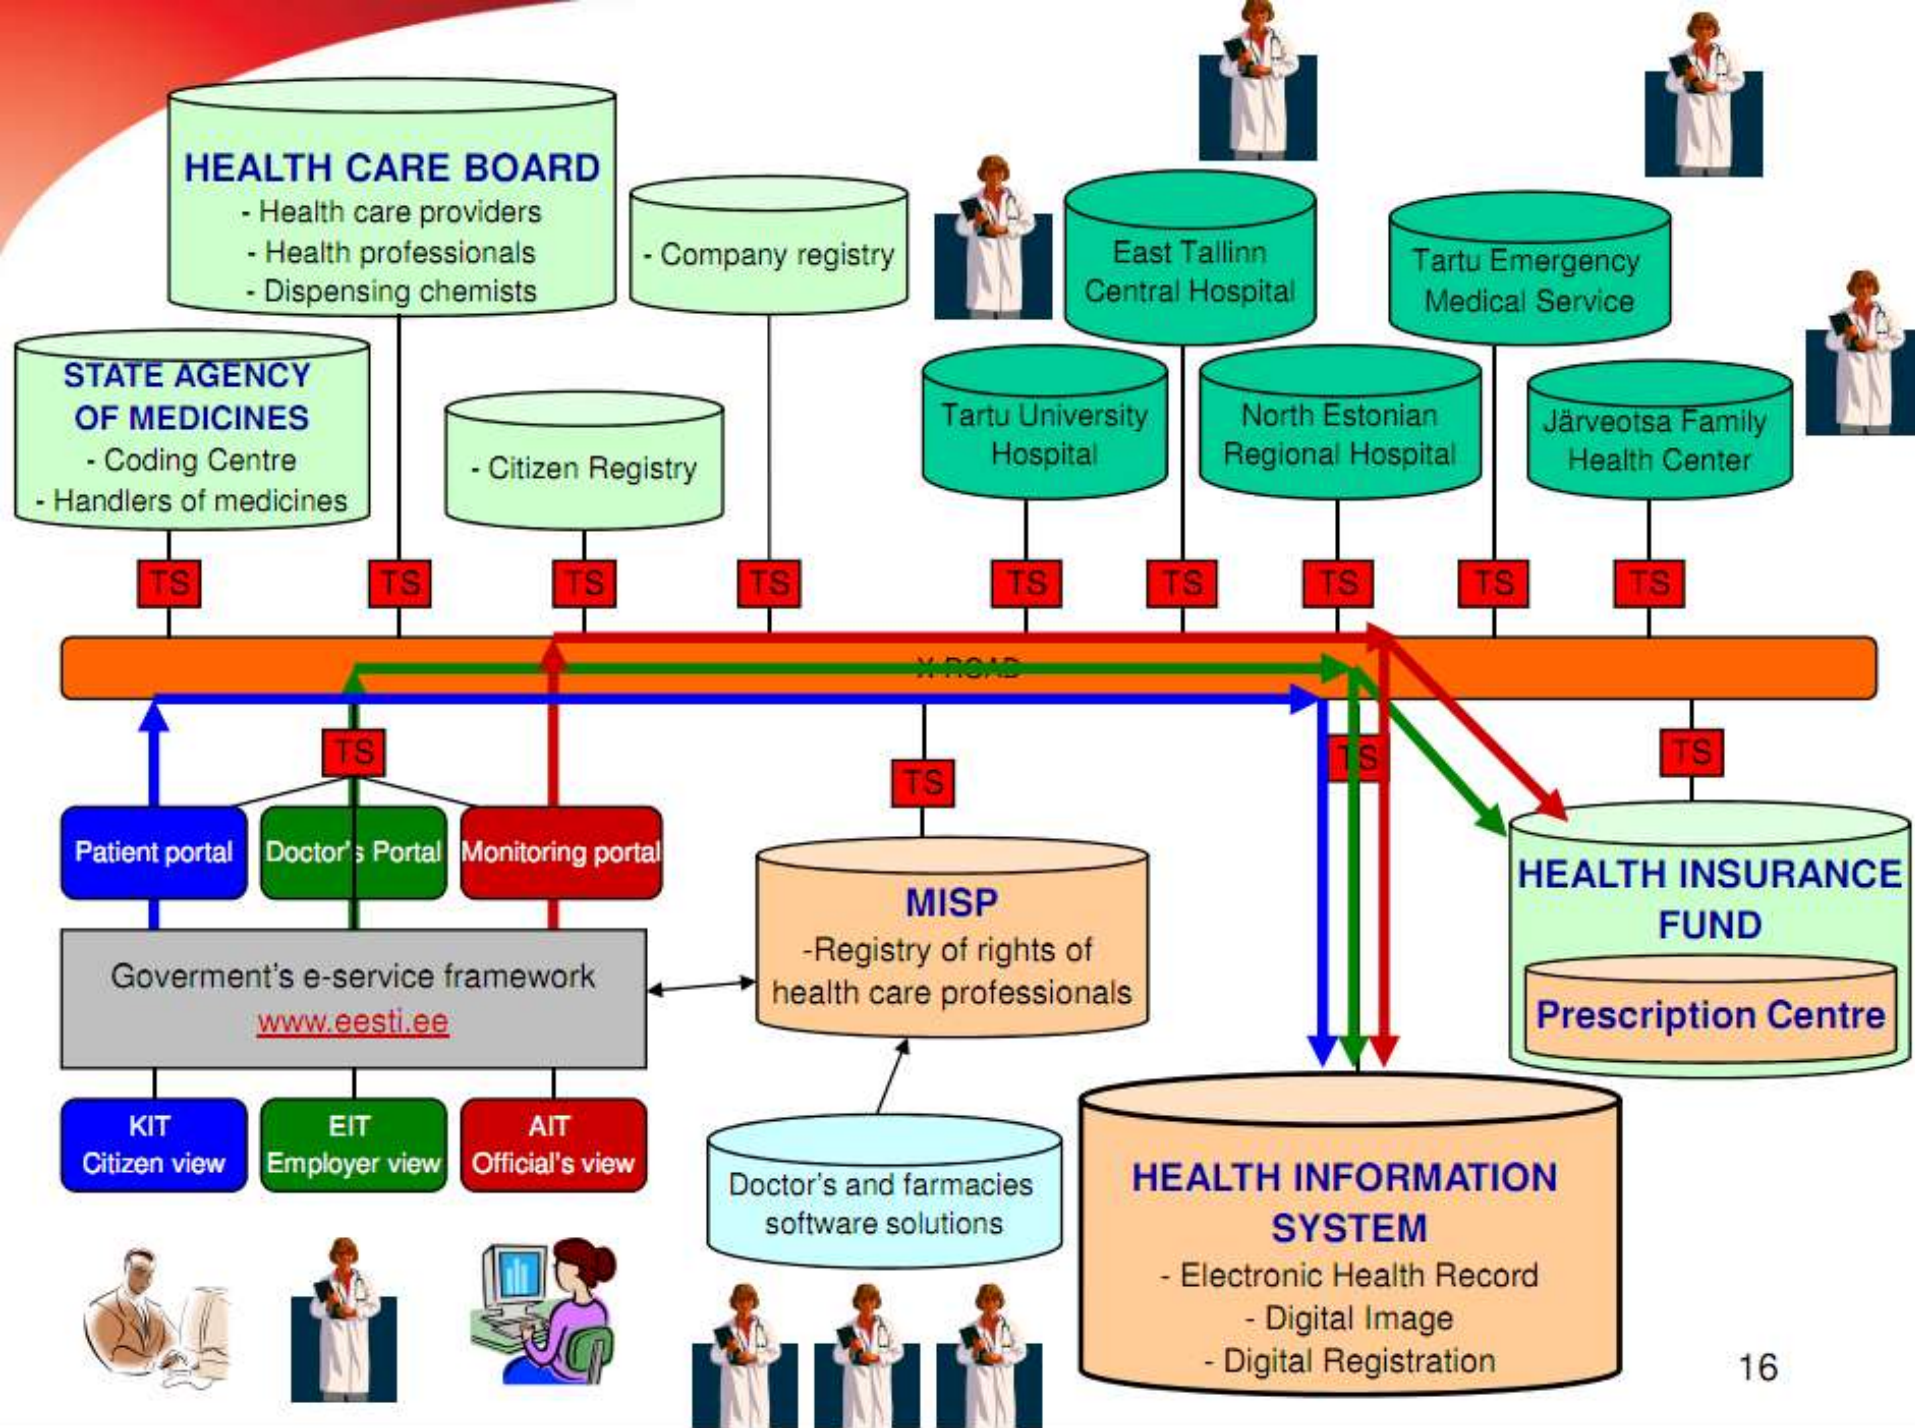 HEALTH CARE BOARD
- Health care providers
- Health professionals
- Dispensing chemists
- Company registry
East Tallinn
Central Hospital
Tartu Emergency
Medical Service
STATE AGENCY
OF MEDICINES
- Coding Centre
- Handlers of medicines
- Citizen Registry
Tartu University
Hospital
North Estonian
Regional Hospital
Järveotsa Family
Health Center
TS
TS
TS
TS
TS
TS
TS
TS
TS
X-ROAD
TS
TS
TS
TS
Patient portal
Doctor's Portal
Monitoring portal
MISP
-Registry of rights of
health care professionals
HEALTH INSURANCE
FUND
Prescription Centre
Goverment's e-service framework
www.eesti.ee
KIT
Citizen view
EIT
Employer view
AIT
Official's view
Doctor's and farmacies
software solutions
HEALTH INFORMATION
SYSTEM
- Electronic Health Record
- Digital Image
- Digital Registration
16